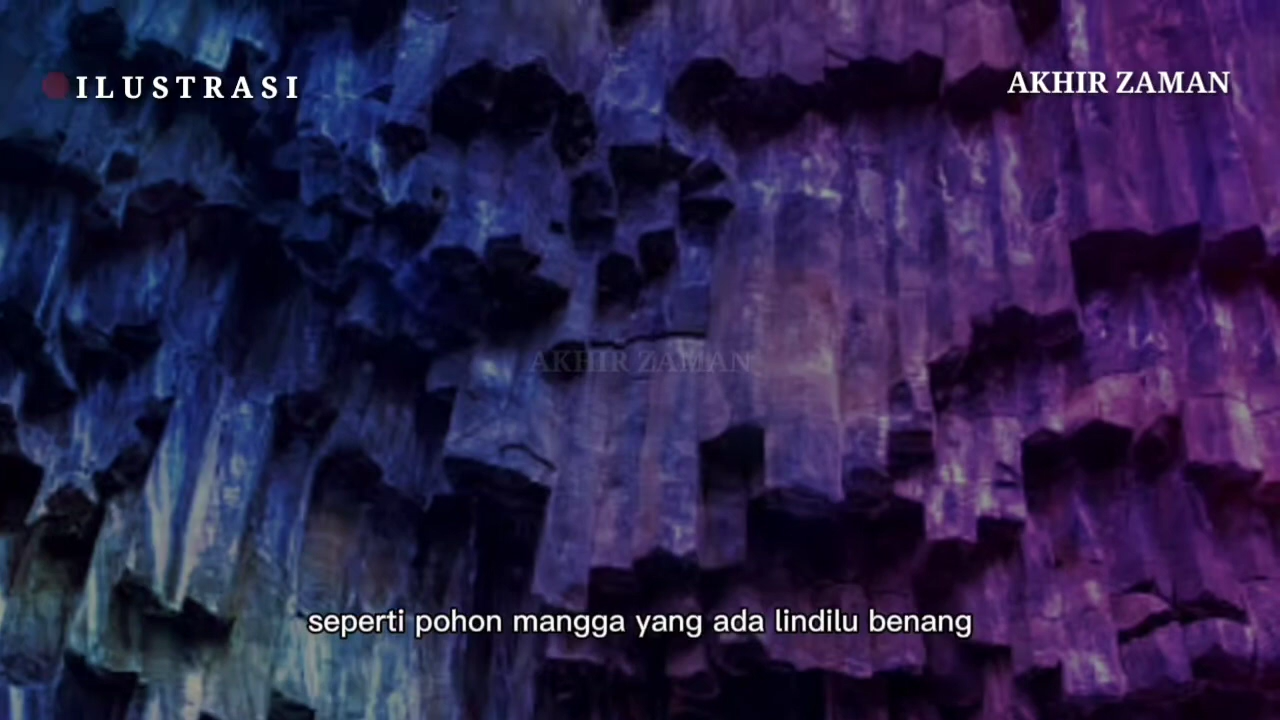 ILUSTRASI
AKHIR ZAMAN
AKHIR ZAMAN
seperti pohon mangga yang ada lindilu benang